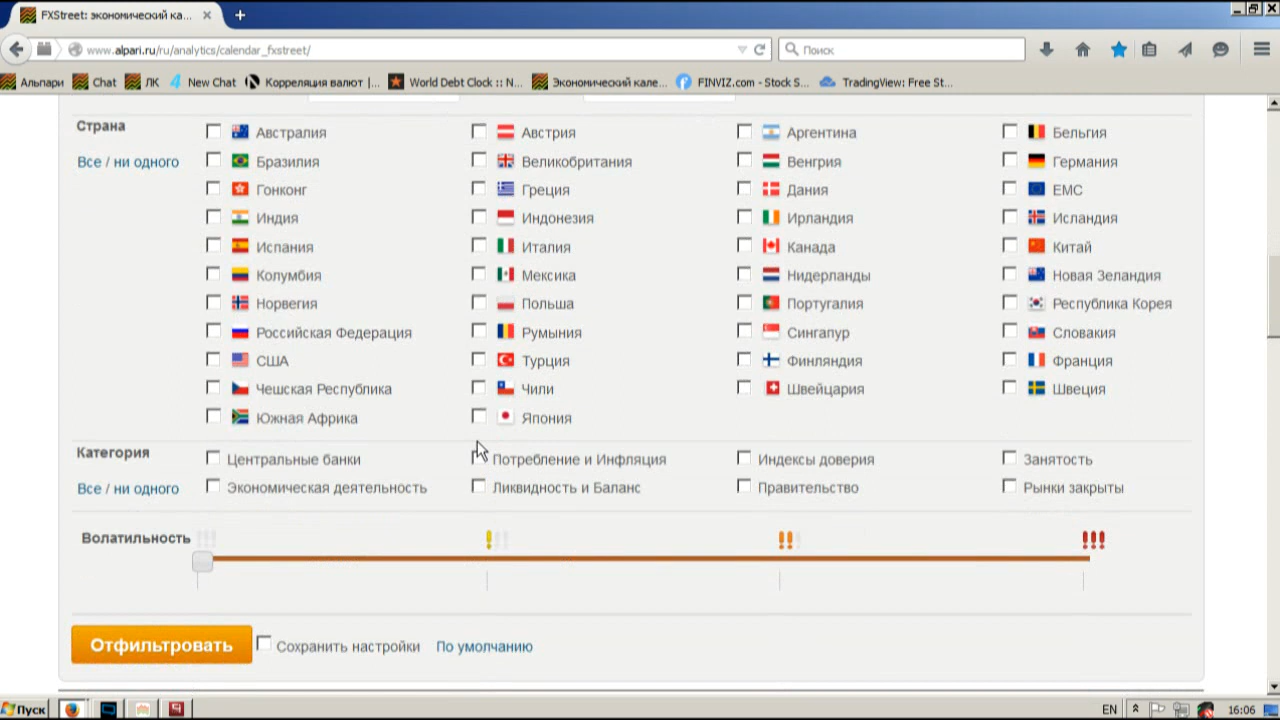 FXStreet: экономический ка...
www.alpari.ru/ru/analytics/calendar_fxstreet/
Поиск
Альпари Chat ЛК New Chat Корреляция валют |... World Debt Clock :: N... Экономический кале... FINVIZ.com - Stock S... TradingView: Free St...
Страна Австралия Австрия Аргентина Бельгия
Все / ни одного Бразилия Великобритания Венгрия Германия
Гонконг Греция Дания ЕМС
Индия Индонезия Ирландия Исландия
Испания Италия Канада Китай
Колумбия Мексика Нидерланды Новая Зеландия
Норвегия Польша Португалия Республика Корея
Российская Федерация Румыния Сингапур Словакия
США Турция Финляндия Франция
Чешская Республика Чили Швейцария Швеция
Южная Африка Япония
Категория Центральные банки Потребление и Инфляция Индексы доверия Занятость
Все / ни одного Экономическая деятельность Ликвидность и Баланс Правительство Рынки закрыты
Волатильность
Отфильтровать Сохранить настройки По умолчанию
Пуск EN 16:06